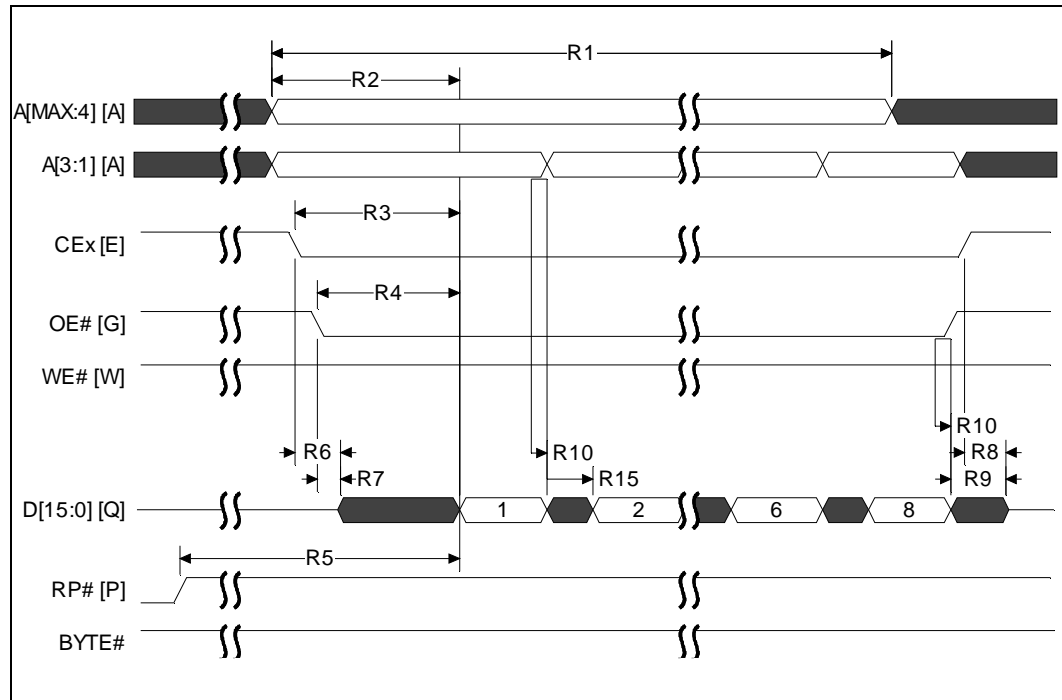 R1
R2
A[MAX:4] [A]
A[3:1] [A]
R3
CEx [E]
R4
OE# [G]
WE# [W]
R10
R6
R10
R8
R7
R15
R9
D[15:0] [Q]
1
2
6
8
R5
RP# [P]
BYTE#